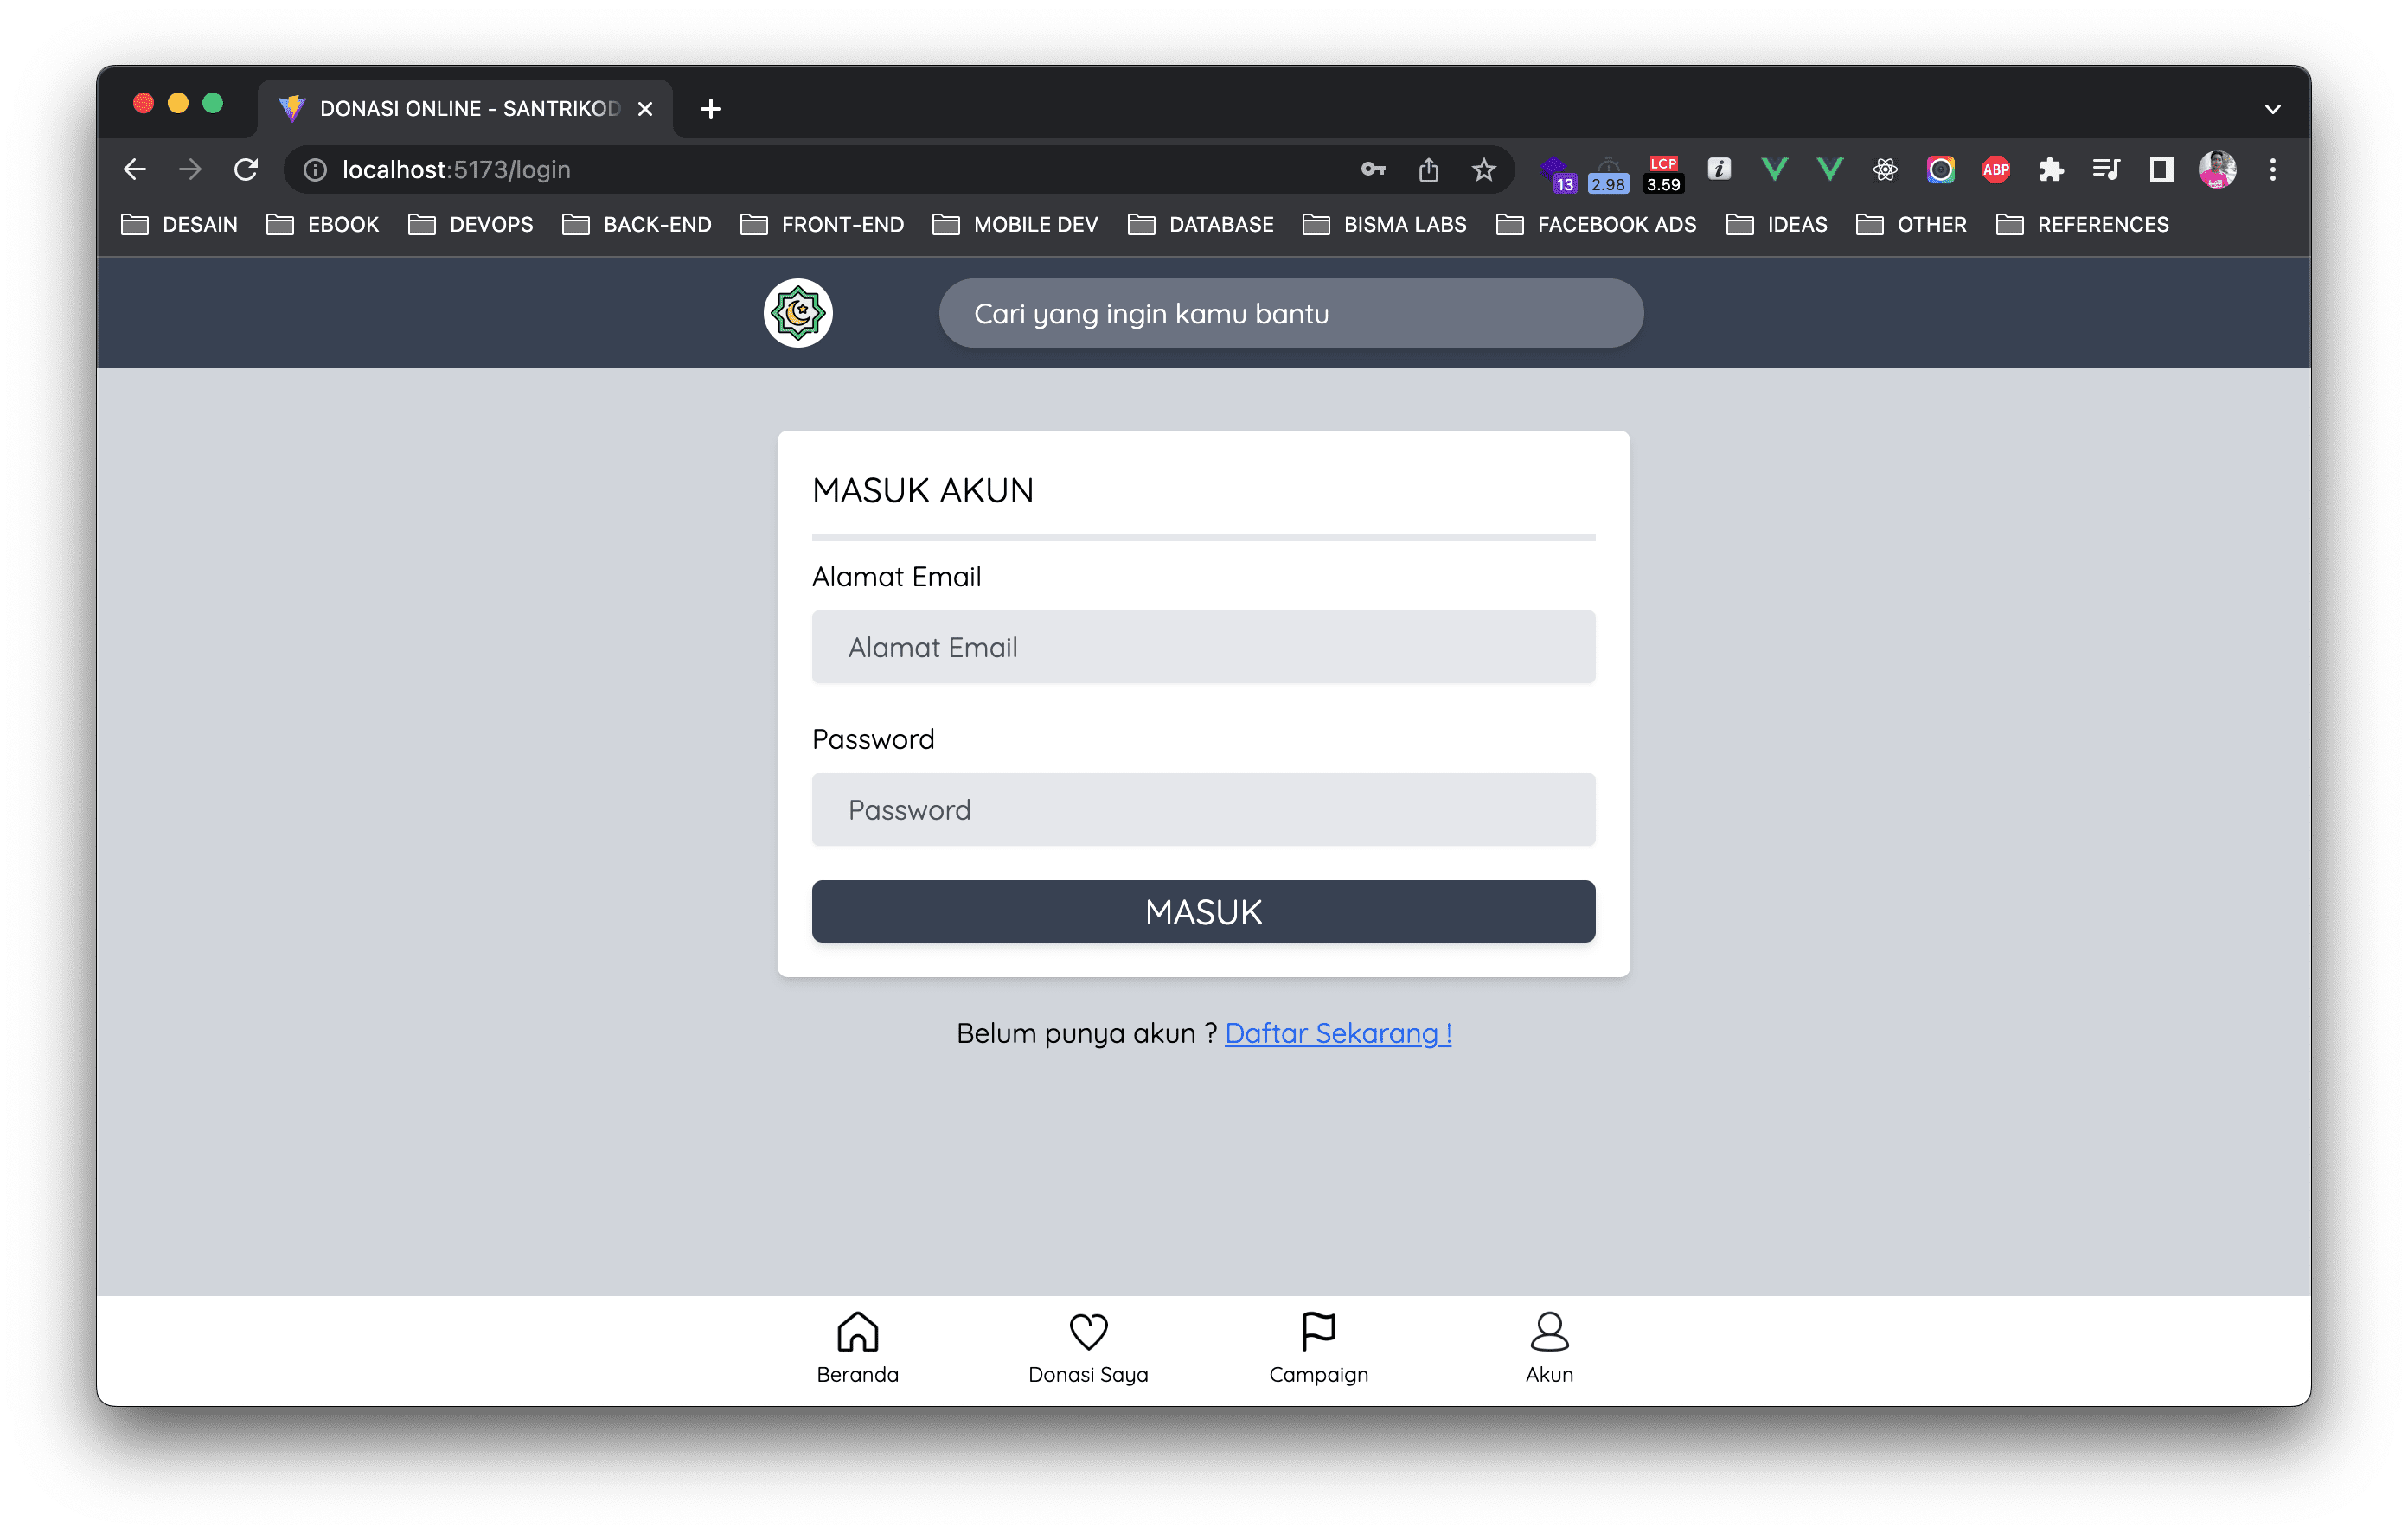 DONASI ONLINE - SANTRIKOD
localhost:5173/login
13
2.98
LCP
3.59
ABP
DESAIN EBOOK DEVOPS BACK-END FRONT-END MOBILE DEV DATABASE BISMA LABS FACEBOOK ADS IDEAS OTHER REFERENCES
Cari yang ingin kamu bantu
MASUK AKUN
Alamat Email
Alamat Email
Password
Password
MASUK
Belum punya akun ? Daftar Sekarang !
Beranda Donasi Saya Campaign Akun